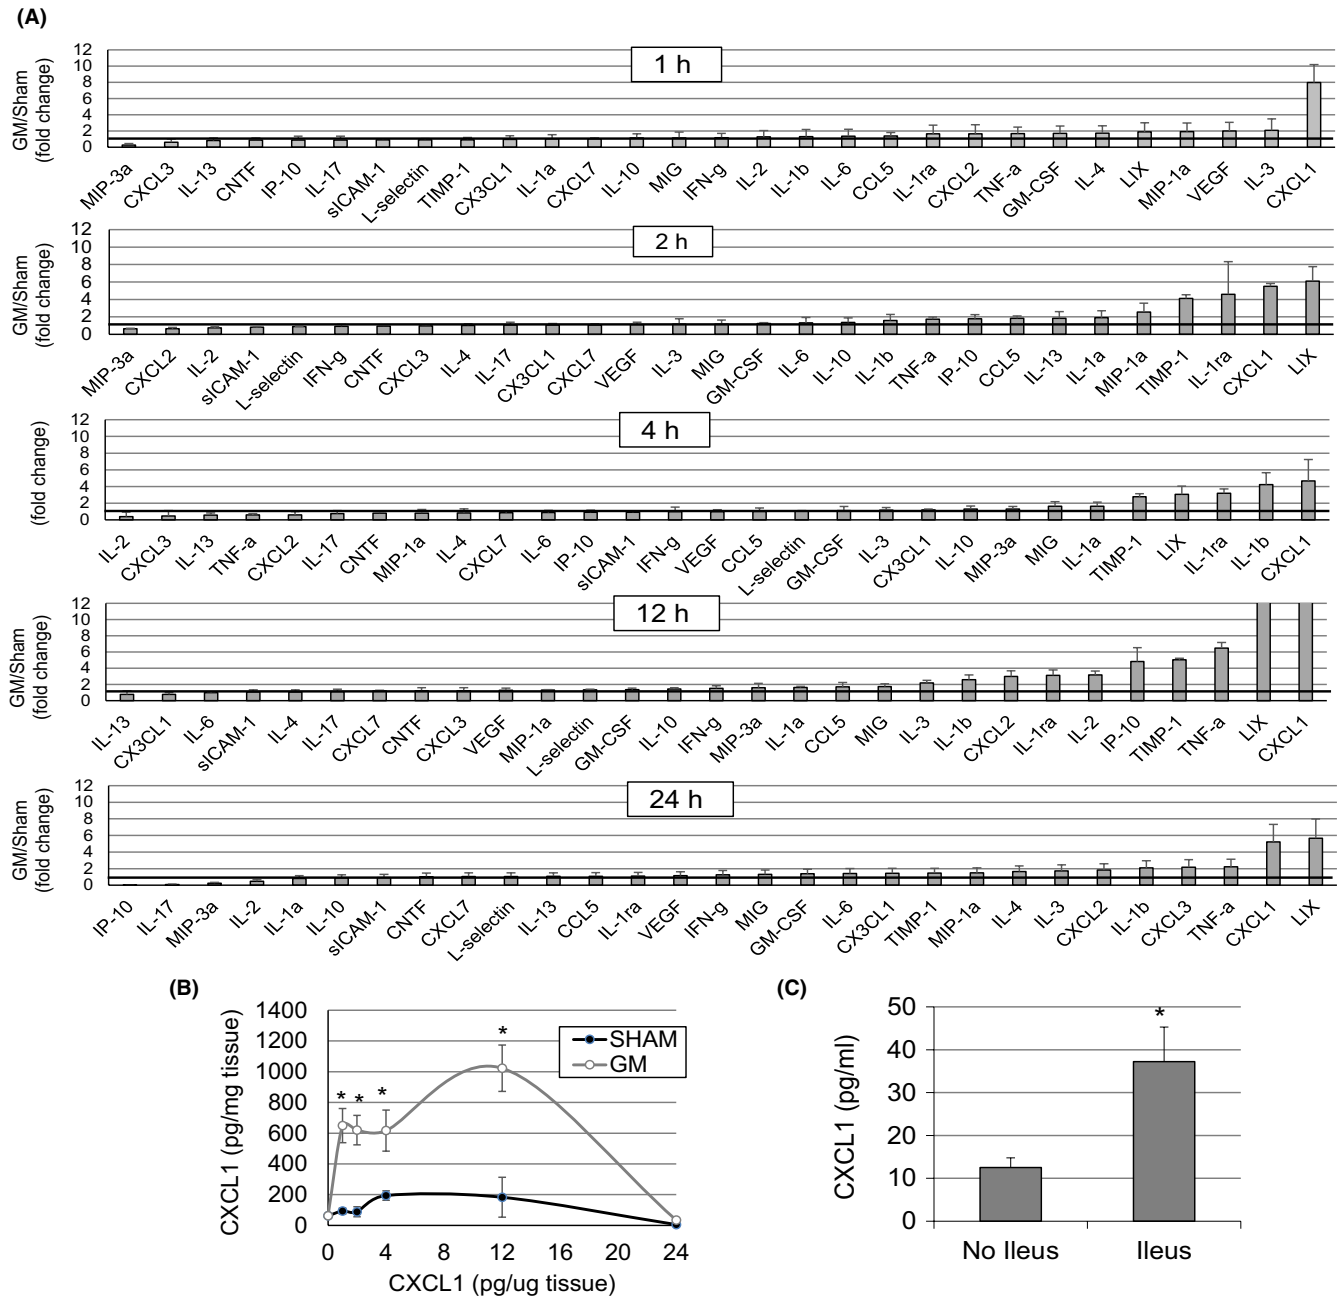 (A)
1 h
GM/Sham
(fold change)
12
10
8
6
4
2
0
MIP-3a CXCL3 IL-13 CNTF IP-10 IL-17 sICAM-1 L-selectin TIMP-1 CX3CL1 IL-1a CXCL7 IL-10 MIG IFN-g IL-2 IL-1b IL-6 CCL5 IL-1ra CXCL2 TNF-a GM-CSF IL-4 LIX MIP-1a VEGF IL-3 CXCL1
2 h
GM/Sham
(fold change)
12
10
8
6
4
2
0
MIP-3a CXCL2 IL-2 sICAM-1 L-selectin IFN-g CNTF CXCL3 IL-4 IL-17 CX3CL1 CXCL7 VEGF IL-3 MIG GM-CSF IL-6 IL-10 IL-1b TNF-a IP-10 CCL5 IL-13 IL-1a MIP-1a TIMP-1 IL-1ra CXCL1 LIX
4 h
(fold change)
12
10
8
6
4
2
0
IL-2 CXCL3 IL-13 TNF-a CXCL2 IL-17 CNTF MIP-1a IL-4 CXCL7 IL-6 IP-10 sICAM-1 IFN-g VEGF CCL5 L-selectin GM-CSF IL-3 CX3CL1 IL-10 MIP-3a MIG IL-1a TIMP-1 LIX IL-1ra IL-1b CXCL1
12 h
GM/Sham
(fold change)
12
10
8
6
4
2
0
IL-13 CX3CL1 IL-6 sICAM-1 IL-4 IL-17 CXCL7 CNTF CXCL3 VEGF MIP-1a L-selectin GM-CSF IL-10 IFN-g MIP-3a IL-1a CCL5 MIG IL-3 IL-1b CXCL2 IL-1ra IL-2 IP-10 TIMP-1 TNF-a LIX CXCL1
24 h
GM/Sham
(fold change)
12
10
8
6
4
2
0
IP-10 IL-17 MIP-3a IL-2 IL-1a IL-10 sICAM-1 CNTF CXCL7 L-selectin IL-13 CCL5 IL-1ra VEGF IFN-g MIG GM-CSF IL-6 CX3CL1 TIMP-1 MIP-1a IL-4 IL-3 CXCL2 IL-1b CXCL3 TNF-a CXCL1 LIX
(B)
CXCL1 (pg/mg tissue)
1400
1200
1000
800
600
400
200
0
* * * *
SHAM
GM
0 4 8 12 16 20 24
CXCL1 (pg/ug tissue)
(C)
CXCL1 (pg/ml)
50
40
30
20
10
0
*
No Ileus Ileus